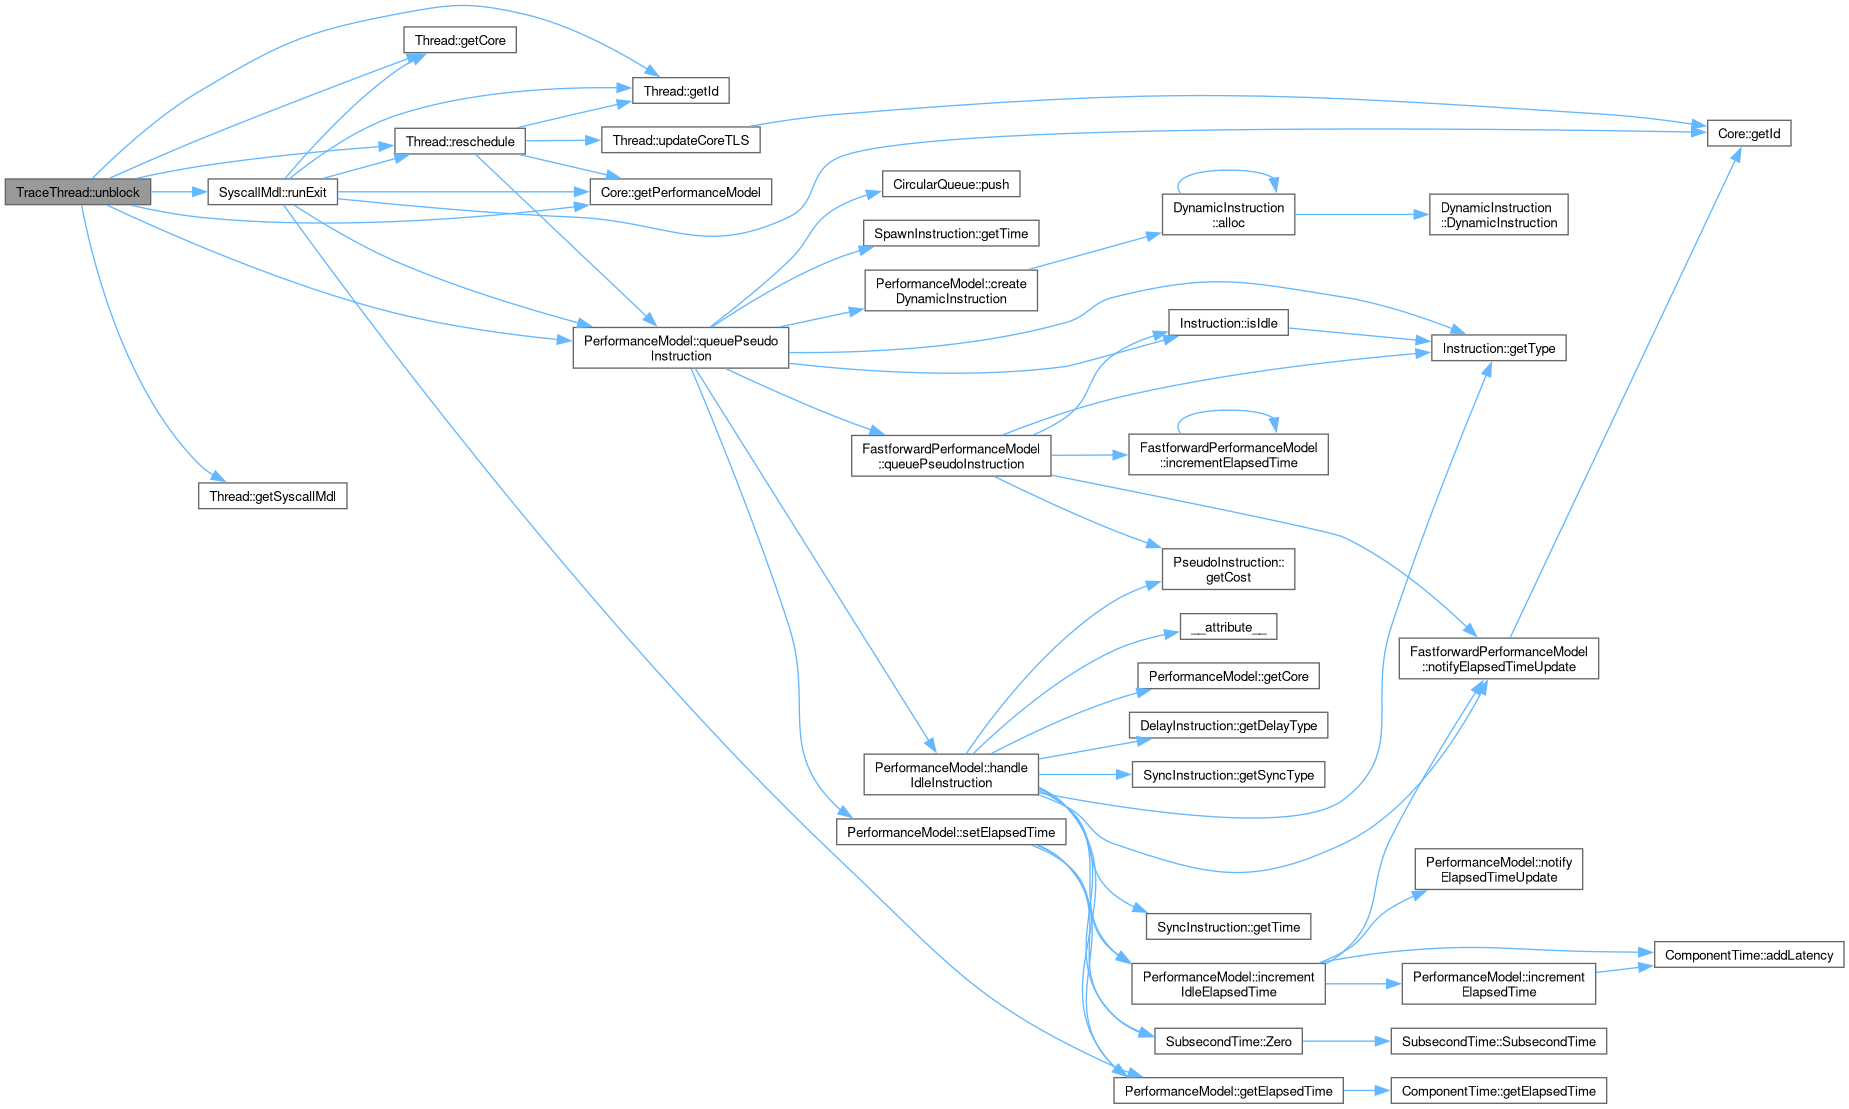 TraceThread::unblock
Thread::getCore
Thread::getId
Thread::reschedule
Thread::updateCoreTLS
Core::getId
SyscallMdl::runExit
Core::getPerformanceModel
CircularQueue::push
SpawnInstruction::getTime
PerformanceModel::create
DynamicInstruction
DynamicInstruction
::alloc
DynamicInstruction
::DynamicInstruction
PerformanceModel::queuePseudo
Instruction
Instruction::isIdle
Instruction::getType
FastforwardPerformanceModel
::queuePseudoInstruction
FastforwardPerformanceModel
::incrementElapsedTime
Thread::getSyscallMdl
PseudoInstruction::
getCost
__attribute__
FastforwardPerformanceModel
::notifyElapsedTimeUpdate
PerformanceModel::getCore
DelayInstruction::getDelayType
PerformanceModel::handle
IdleInstruction
SyncInstruction::getSyncType
PerformanceModel::setElapsedTime
PerformanceModel::notify
ElapsedTimeUpdate
SyncInstruction::getTime
ComponentTime::addLatency
PerformanceModel::increment
IdleElapsedTime
PerformanceModel::increment
ElapsedTime
SubsecondTime::Zero
SubsecondTime::SubsecondTime
PerformanceModel::getElapsedTime
ComponentTime::getElapsedTime